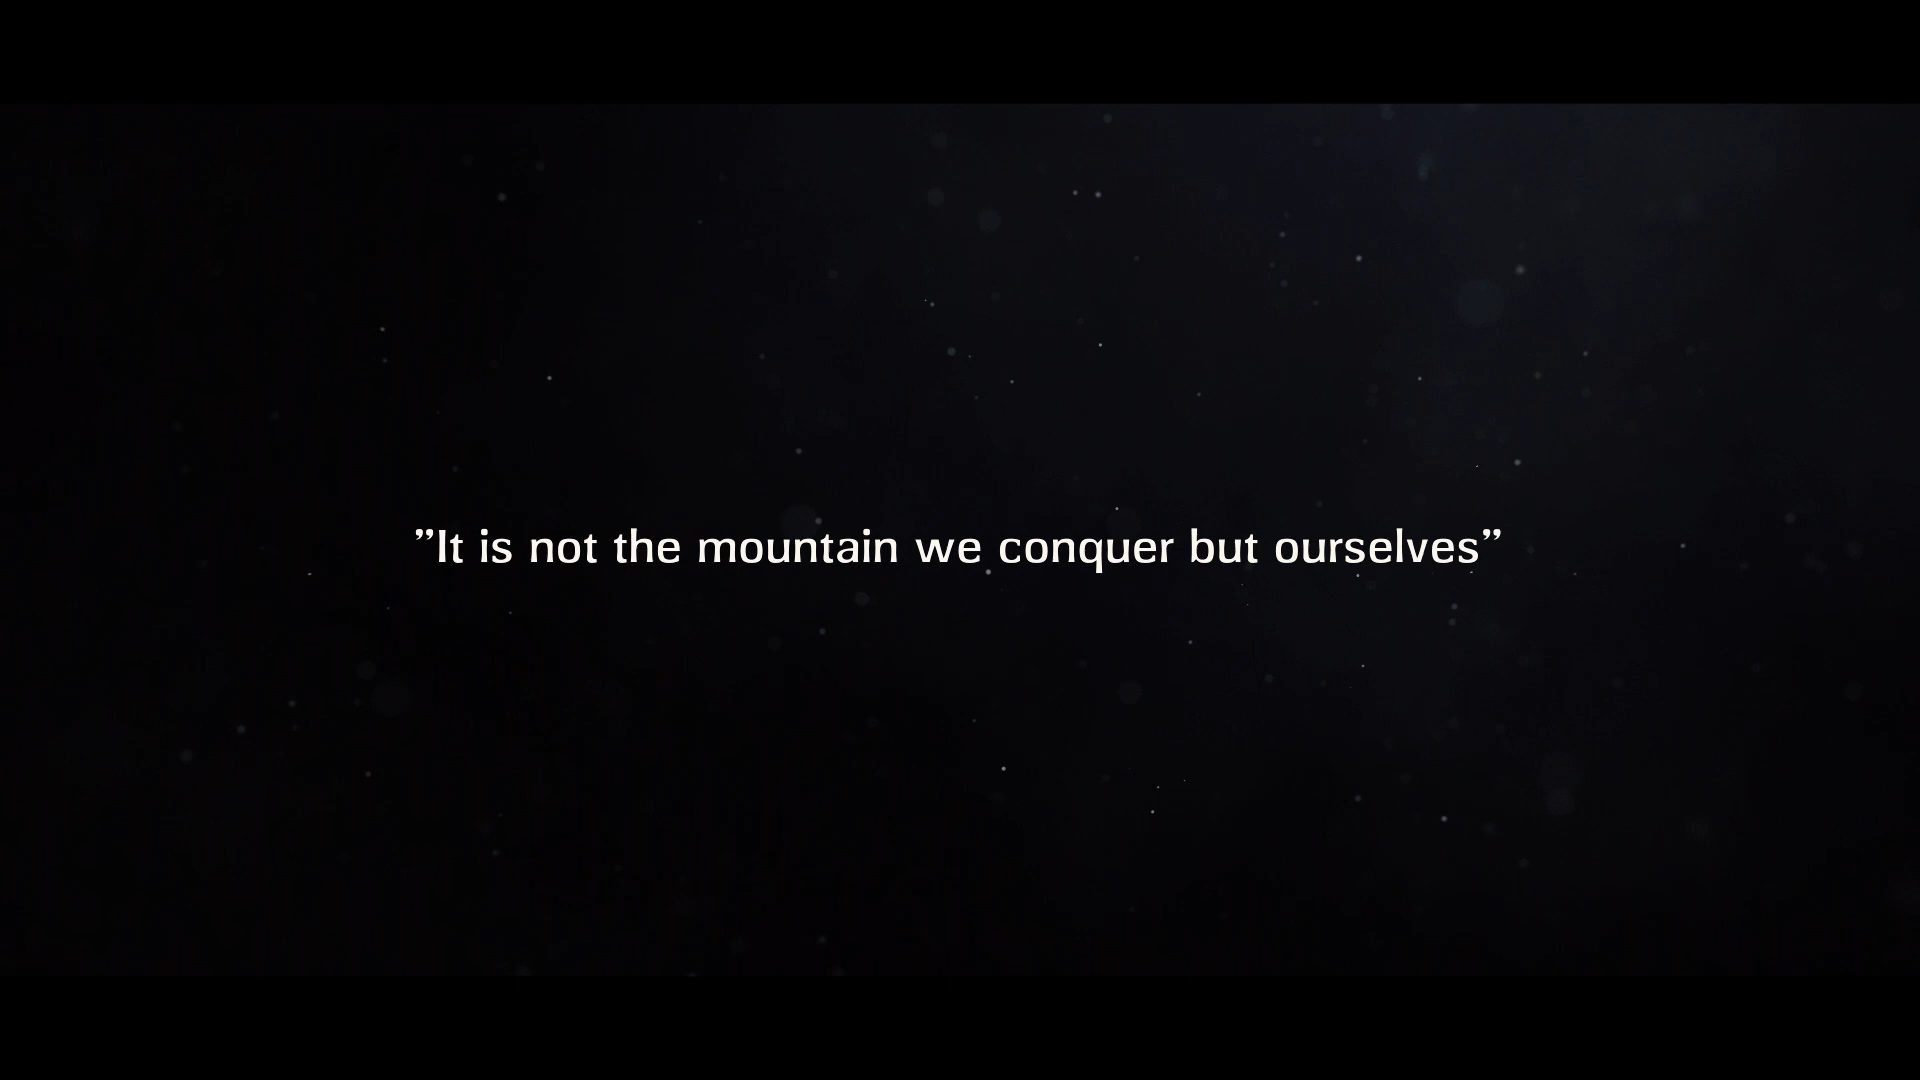 ”It is not the mountain we conquer but ourselves”